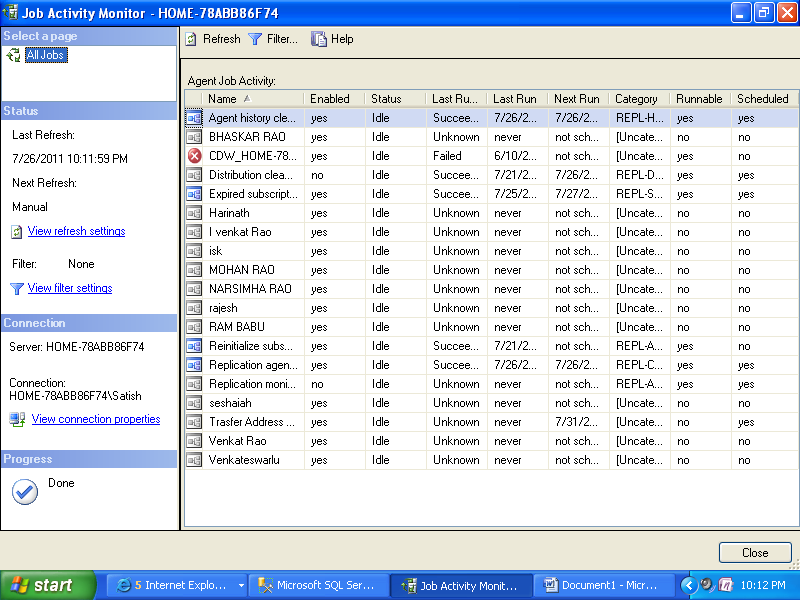 Job Activity Monitor - HOME-78ABB86F74
Select a page
All Jobs
Status
Last Refresh:
7/26/2011 10:11:59 PM
Next Refresh:
Manual
View refresh settings
Filter: None
View filter settings
Connection
Server: HOME-78ABB86F74
Connection:
HOME-78ABB86F74\Satish
View connection properties
Progress
Done
Refresh Filter... Help
Agent Job Activity:
Name Enabled Status Last Ru... Last Run Next Run Category Runnable Scheduled
Agent history cle... yes Idle Succee... 7/26/2... 7/26/2... REPL-H... yes yes
BHASKAR RAO yes Idle Unknown never not sch... [Uncate... no no
CDW_HOME-78... yes Idle Failed 6/10/2... not sch... [Uncate... yes no
Distribution clea... no Idle Succee... 7/21/2... 7/26/2... REPL-D... yes yes
Expired subscript... yes Idle Succee... 7/25/2... 7/27/2... REPL-S... yes yes
Harinath yes Idle Unknown never not sch... [Uncate... no no
I venkat Rao yes Idle Unknown never not sch... [Uncate... no no
isk yes Idle Unknown never not sch... [Uncate... no no
MOHAN RAO yes Idle Unknown never not sch... [Uncate... no no
NARSIMHA RAO yes Idle Unknown never not sch... [Uncate... no no
rajesh yes Idle Unknown never not sch... [Uncate... no no
RAM BABU yes Idle Unknown never not sch... [Uncate... no no
Reinitialize subs... yes Idle Succee... 7/21/2... not sch... REPL-A... yes no
Replication agen... yes Idle Succee... 7/26/2... 7/26/2... REPL-C... yes yes
Replication moni... no Idle Unknown never not sch... REPL-A... yes yes
seshaiah yes Idle Unknown never not sch... [Uncate... no no
Trasfer Address ... yes Idle Unknown never 7/31/2... [Uncate... no yes
Venkat Rao yes Idle Unknown never not sch... [Uncate... no no
Venkateswarlu yes Idle Unknown never not sch... [Uncate... no no
Close
start 5 Internet Explo... Microsoft SQL Ser... Job Activity Monit... Document1 - Micr... 10:12 PM